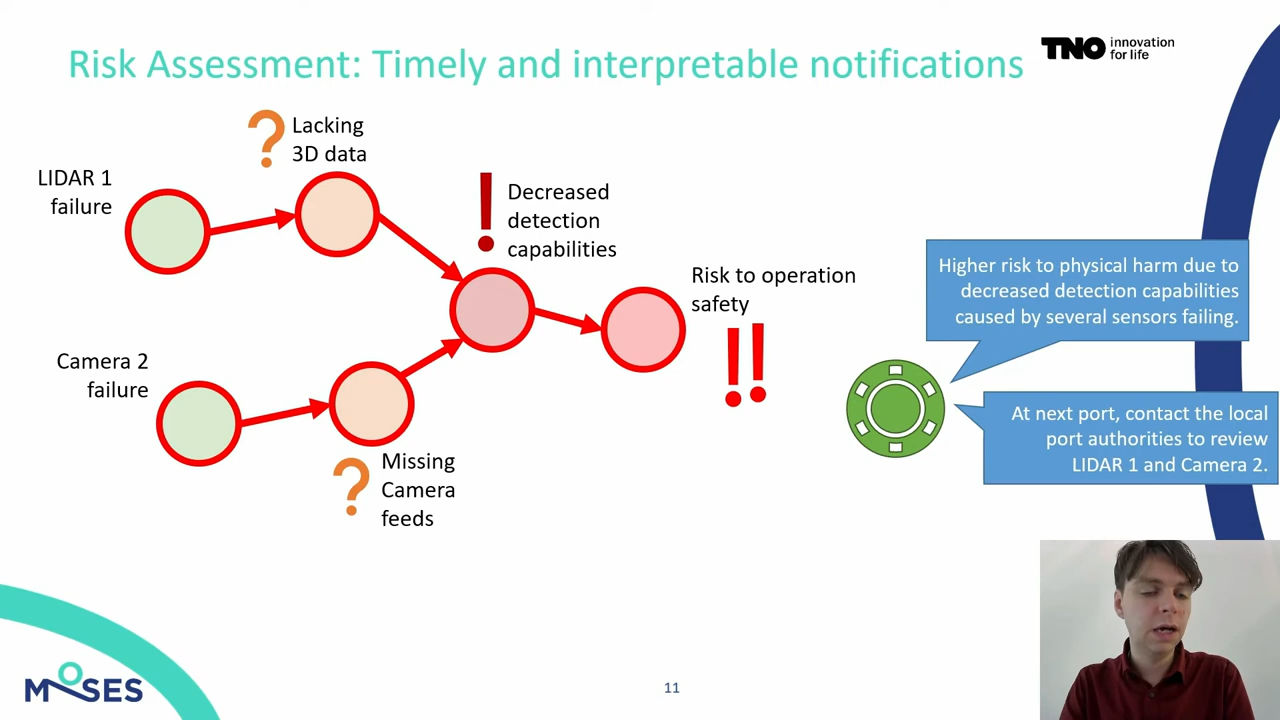 Risk Assessment: Timely and interpretable notifications
TNO innovation
for life
?
Lacking
3D data
LIDAR 1
failure
!
Decreased
detection
capabilities
Risk to operation
safety
!!
Higher risk to physical harm due to
decreased detection capabilities
caused by several sensors failing.
Camera 2
failure
At next port, contact the local
port authorities to review
LIDAR 1 and Camera 2.
?
Missing
Camera
feeds
MOSES
11